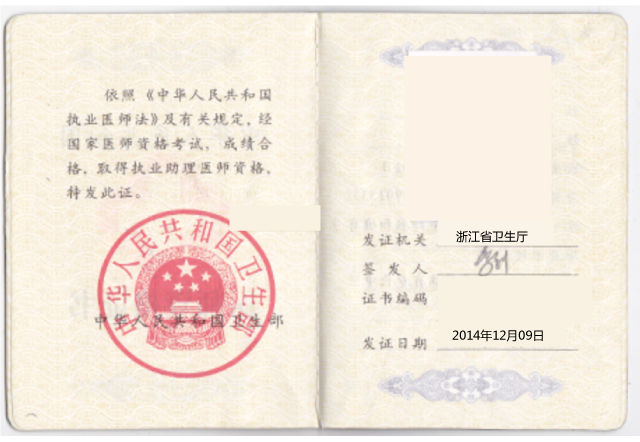 依照《中华人民共和国
执业医师法》及有关规定，经
国家医师资格考试，成绩合
格，取得执业助理医师资格，
特发此证。
中华人民共和国卫生部
中华人民共和国卫生部
发证机关 浙江省卫生厅
签发人
证书编码
发证日期 2014年12月09日